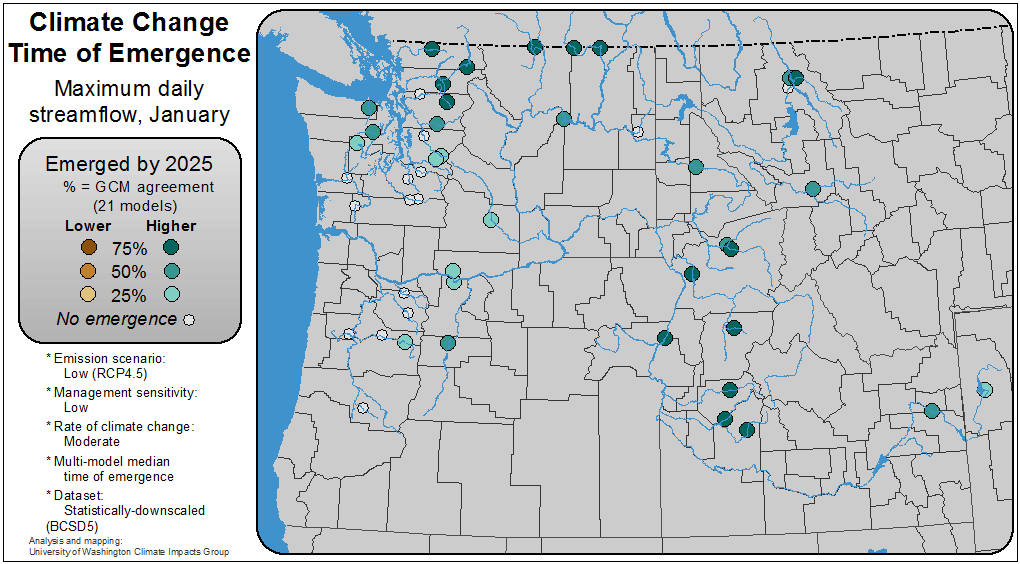 Climate Change
Time of Emergence
Maximum daily
streamflow, January
Emerged by 2025
% = GCM agreement
(21 models)
Lower Higher
75%
50%
25%
No emergence
* Emission scenario:
Low (RCP4.5)
* Management sensitivity:
Low
* Rate of climate change:
Moderate
* Multi-model median
time of emergence
* Dataset:
Statistically-downscaled
(BCSD5)
Analysis and mapping:
University of Washington Climate Impacts Group